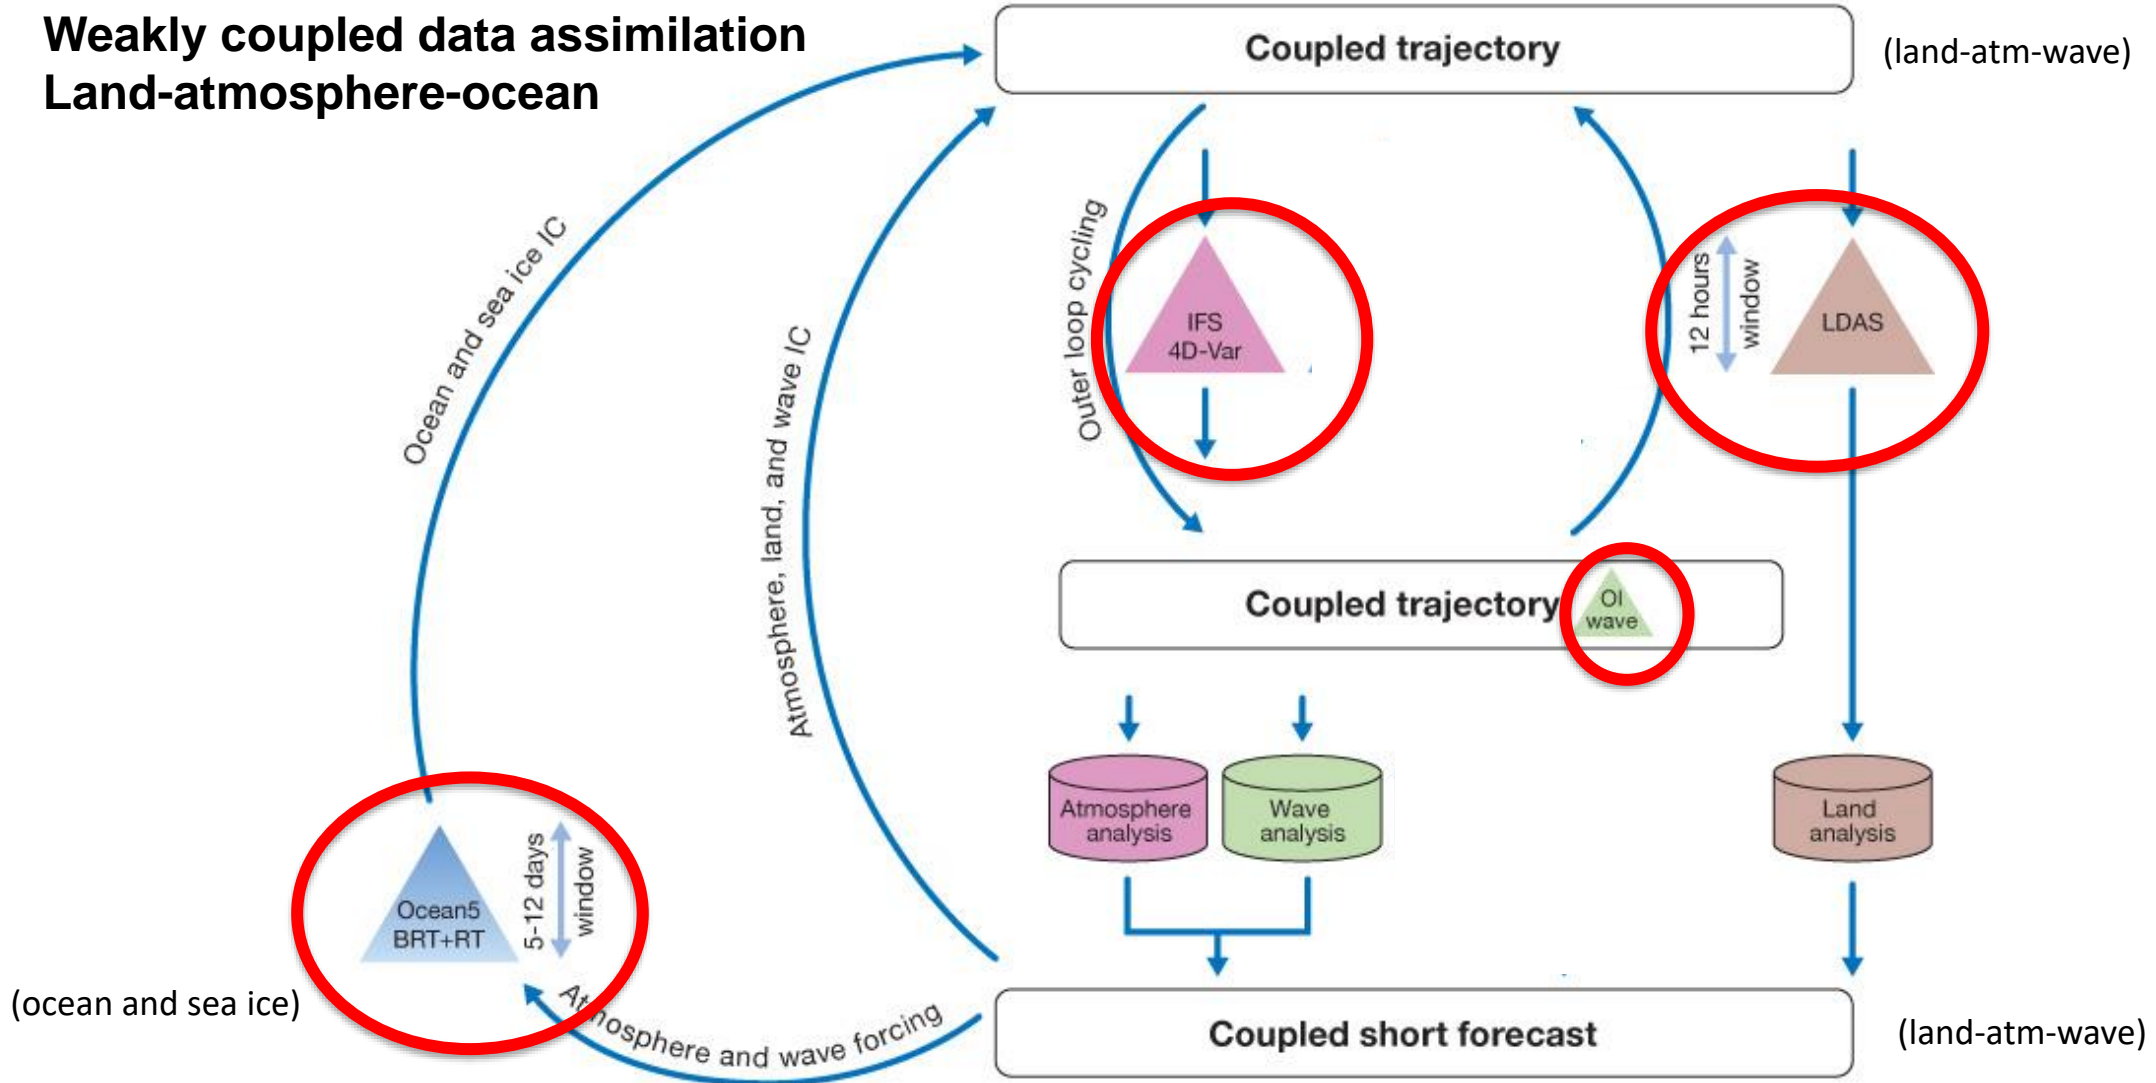 Weakly coupled data assimilation
Land-atmosphere-ocean
Coupled trajectory
(land-atm-wave)
Ocean and sea ice IC
Atmosphere, land, and wave IC
Outer loop cycling
IFS
4D-Var
12 hours
window
LDAS
Coupled trajectory
OI
wave
Atmosphere
analysis
Wave
analysis
Land
analysis
Ocean5
BRT+RT
5-12 days
window
(ocean and sea ice)
Atmosphere and wave forcing
Coupled short forecast
(land-atm-wave)